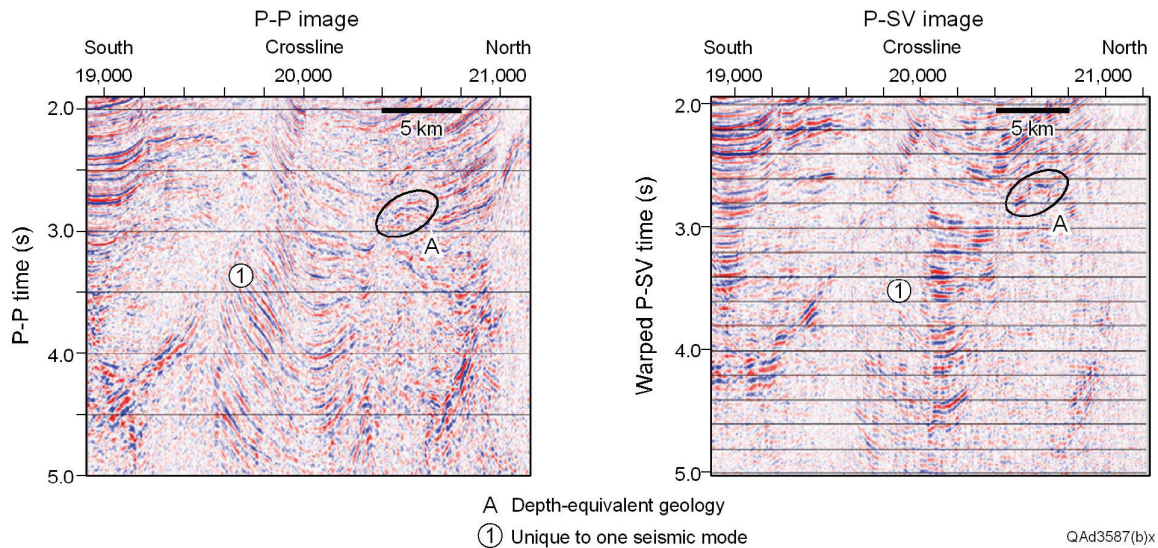 P-P image
South Crossline North
19,000 20,000 21,000
2.0
5 km
3.0
A
1
4.0
5.0
P-P time (s)
P-SV image
South Crossline North
19,000 20,000 21,000
2.0
5 km
A
3.0
1
4.0
5.0
Warped P-SV time (s)
A Depth-equivalent geology
1 Unique to one seismic mode
QAd3587(b)x